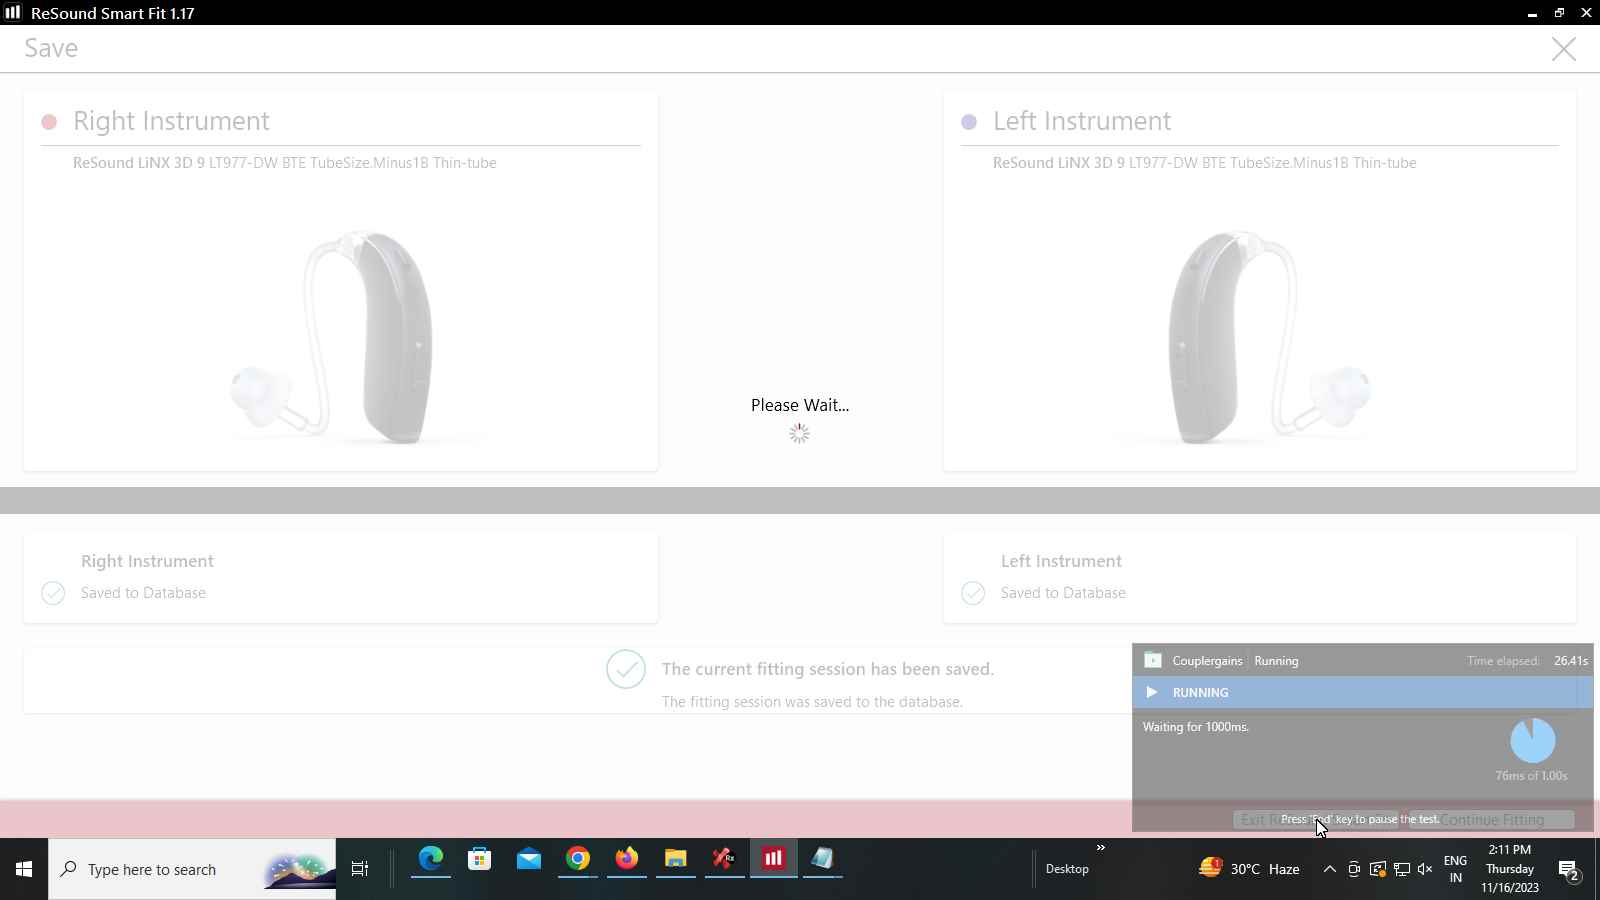 ReSound Smart Fit 1.17
Save
Right Instrument
ReSound LiNX 3D 9 LT977-DW BTE TubeSize.Minus1B Thin-tube
Left Instrument
ReSound LiNX 3D 9 LT977-DW BTE TubeSize.Minus1B Thin-tube
Please Wait...
Right Instrument
Saved to Database
Left Instrument
Saved to Database
The current fitting session has been saved.
The fitting session was saved to the database.
Couplergains Running Time elapsed: 26.41s
RUNNING
Waiting for 1000ms.
76ms of 1.00s
Exit
Press 'End' key to pause the test.
Continue Fitting
Type here to search
Rx
Desktop
»
1
30°C Haze
ENG
IN
2:11 PM
Thursday
11/16/2023
2